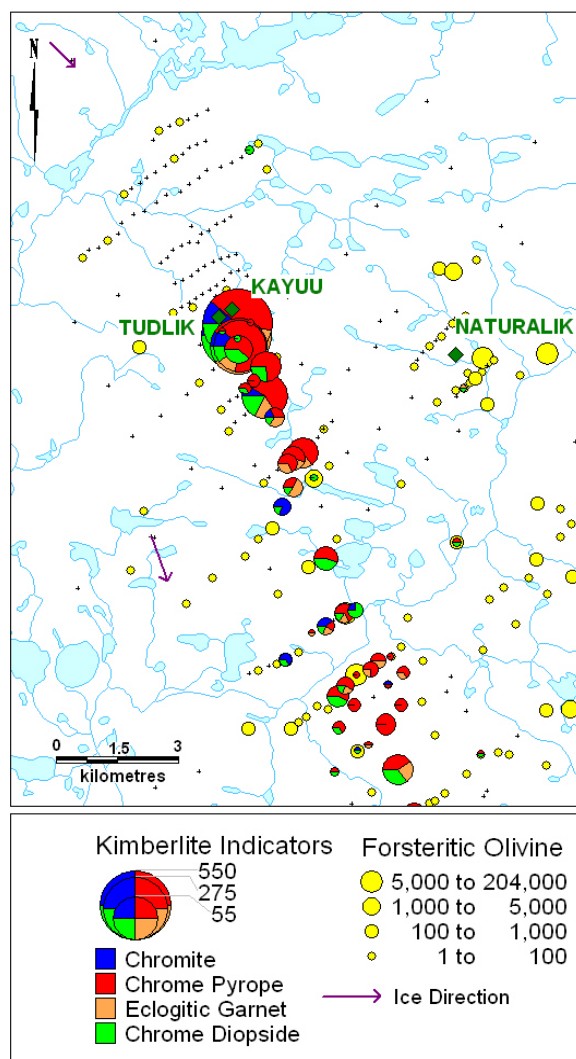 N
KAYUU
TUDLIK
NATURALIK
0 1.5 3
kilometres
Kimberlite Indicators
550
275
55
Chromite
Chrome Pyrope
Eclogitic Garnet
Chrome Diopside
Forsteritic Olivine
5,000 to 204,000
1,000 to 5,000
100 to 1,000
1 to 100
Ice Direction